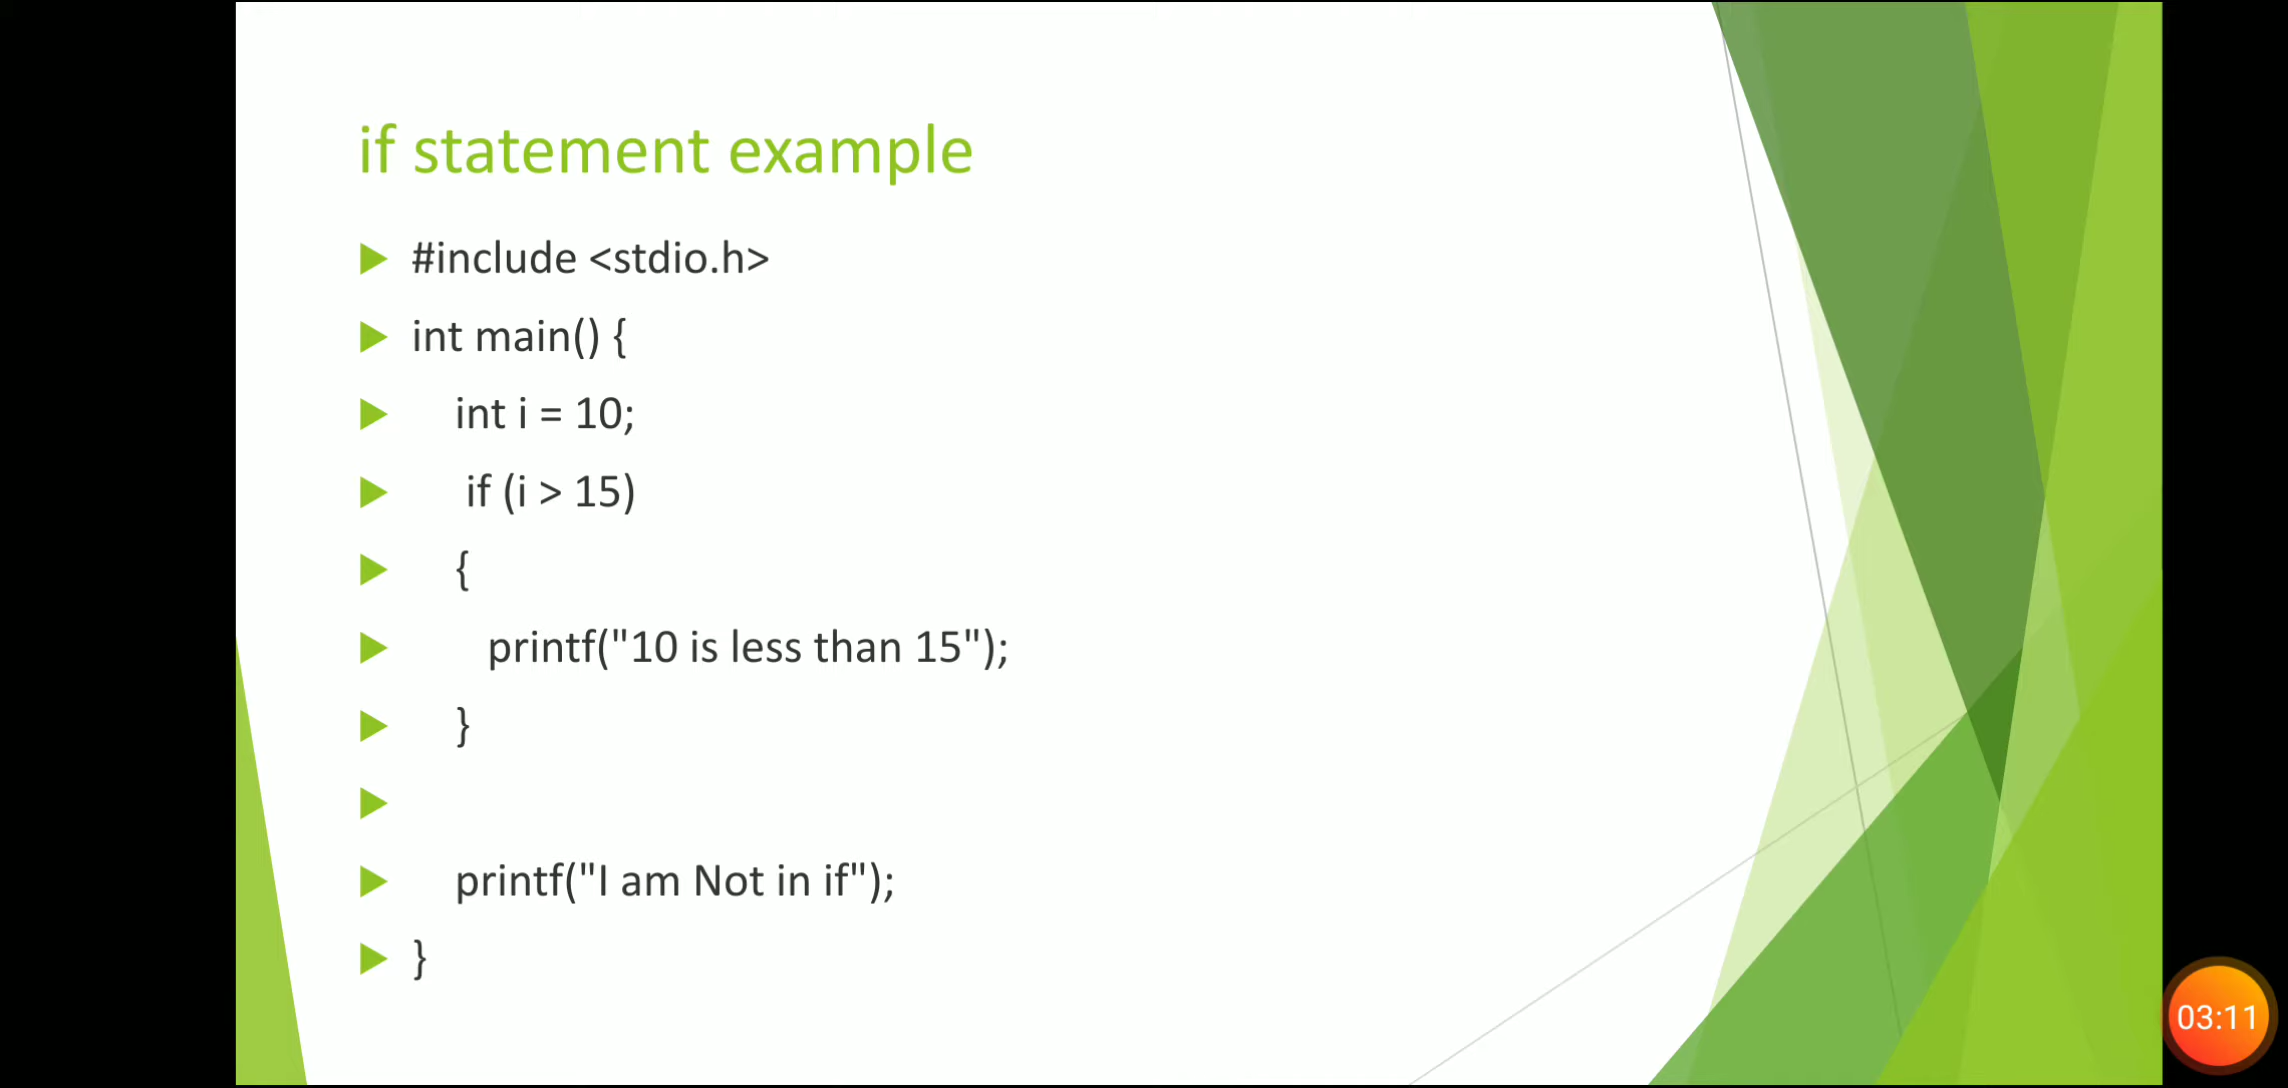 if statement example
#include <stdio.h>
int main() {
int i = 10;
if (i > 15)
{
printf("10 is less than 15");
}
printf("I am Not in if");
}
03:11